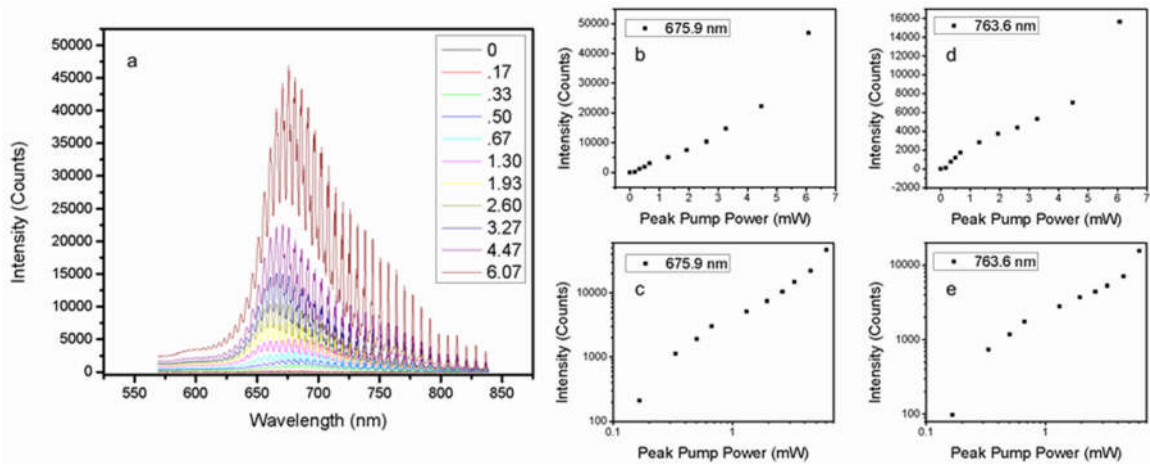 a
50000
45000
40000
35000
30000
25000
20000
15000
10000
5000
0
550
600
650
700
750
800
850
Intensity (Counts)
Wavelength (nm)
0
.17
.33
.50
.67
1.30
1.93
2.60
3.27
4.47
6.07
675.9 nm
b
50000
40000
30000
20000
10000
0
0 1 2 3 4 5 6 7
Intensity (Counts)
Peak Pump Power (mW)
763.6 nm
d
16000
14000
12000
10000
8000
6000
4000
2000
0
-2000
0 1 2 3 4 5 6 7
Intensity (Counts)
Peak Pump Power (mW)
675.9 nm
c
10000
1000
100
0.1 1
Intensity (Counts)
Peak Pump Power (mW)
763.6 nm
e
10000
1000
100
0.1 1
Intensity (Counts)
Peak Pump Power (mW)